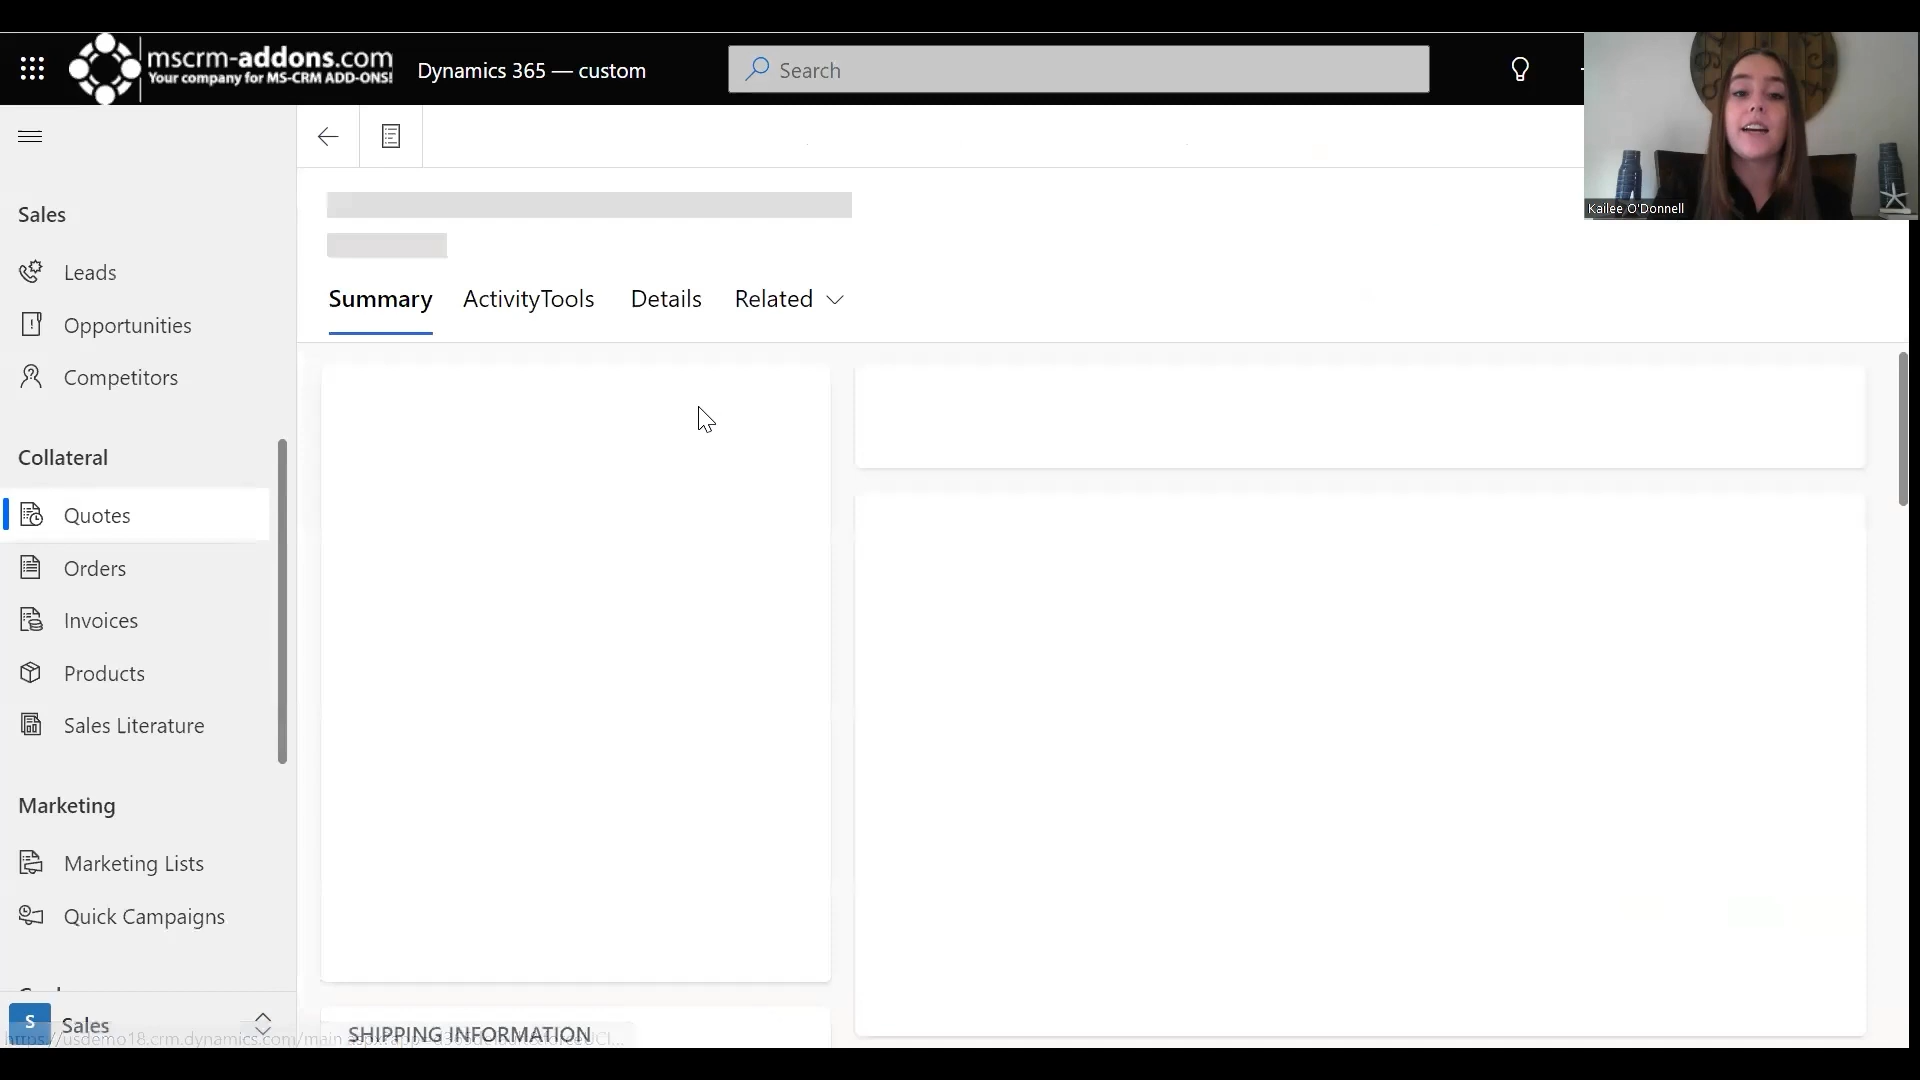 mscrm-addons.com
Your company for MS-CRM ADD-ONS!
Dynamics 365 — custom
Search
Kailee O'Donnell
Sales
Leads
Opportunities
Competitors
Collateral
Quotes
Orders
Invoices
Products
Sales Literature
Marketing
Marketing Lists
Quick Campaigns
S Sales
Summary ActivityTools Details Related
SHIPPING INFORMATION